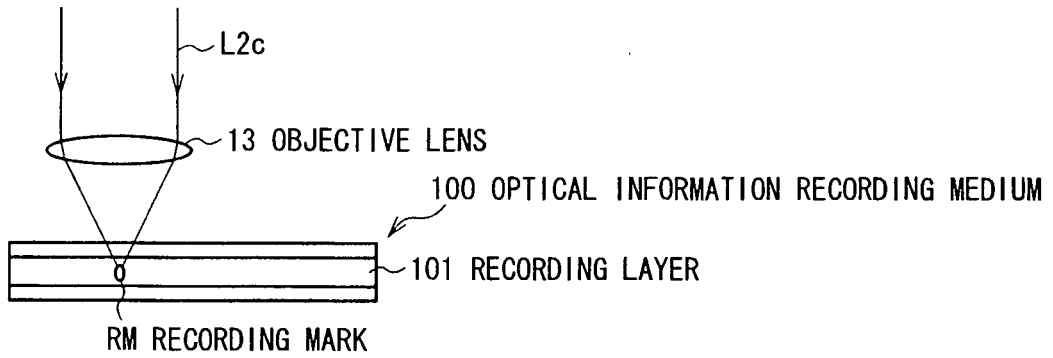 L2c
13 OBJECTIVE LENS
100 OPTICAL INFORMATION RECORDING MEDIUM
101 RECORDING LAYER
RM RECORDING MARK